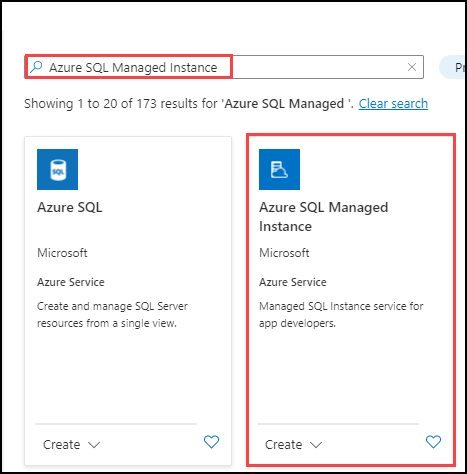 Azure SQL Managed Instance
Pr
Showing 1 to 20 of 173 results for 'Azure SQL Managed '. Clear search
SQL
Azure SQL
Microsoft
Azure Service
Create and manage SQL Server
resources from a single view.
Create
Azure SQL Managed
Instance
Microsoft
Azure Service
Managed SQL Instance service for
app developers.
Create